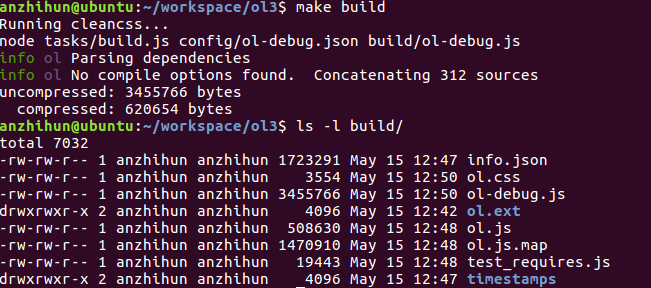 anzhihun@ubuntu:~/workspace/ol3$ make build
Running cleancss...
node tasks/build.js config/ol-debug.json build/ol-debug.js
info ol Parsing dependencies
info ol No compile options found.  Concatenating 312 sources
uncompressed: 3455766 bytes
  compressed: 620654 bytes
anzhihun@ubuntu:~/workspace/ol3$ ls -l build/
total 7032
-rw-rw-r-- 1 anzhihun anzhihun 1723291 May 15 12:47 info.json
-rw-rw-r-- 1 anzhihun anzhihun    3554 May 15 12:50 ol.css
-rw-rw-r-- 1 anzhihun anzhihun 3455766 May 15 12:50 ol-debug.js
drwxrwxr-x 2 anzhihun anzhihun    4096 May 15 12:42 ol.ext
-rw-rw-r-- 1 anzhihun anzhihun  508630 May 15 12:48 ol.js
-rw-rw-r-- 1 anzhihun anzhihun 1470910 May 15 12:48 ol.js.map
-rw-rw-r-- 1 anzhihun anzhihun   19443 May 15 12:48 test_requires.js
drwxrwxr-x 2 anzhihun anzhihun    4096 May 15 12:47 timestamps